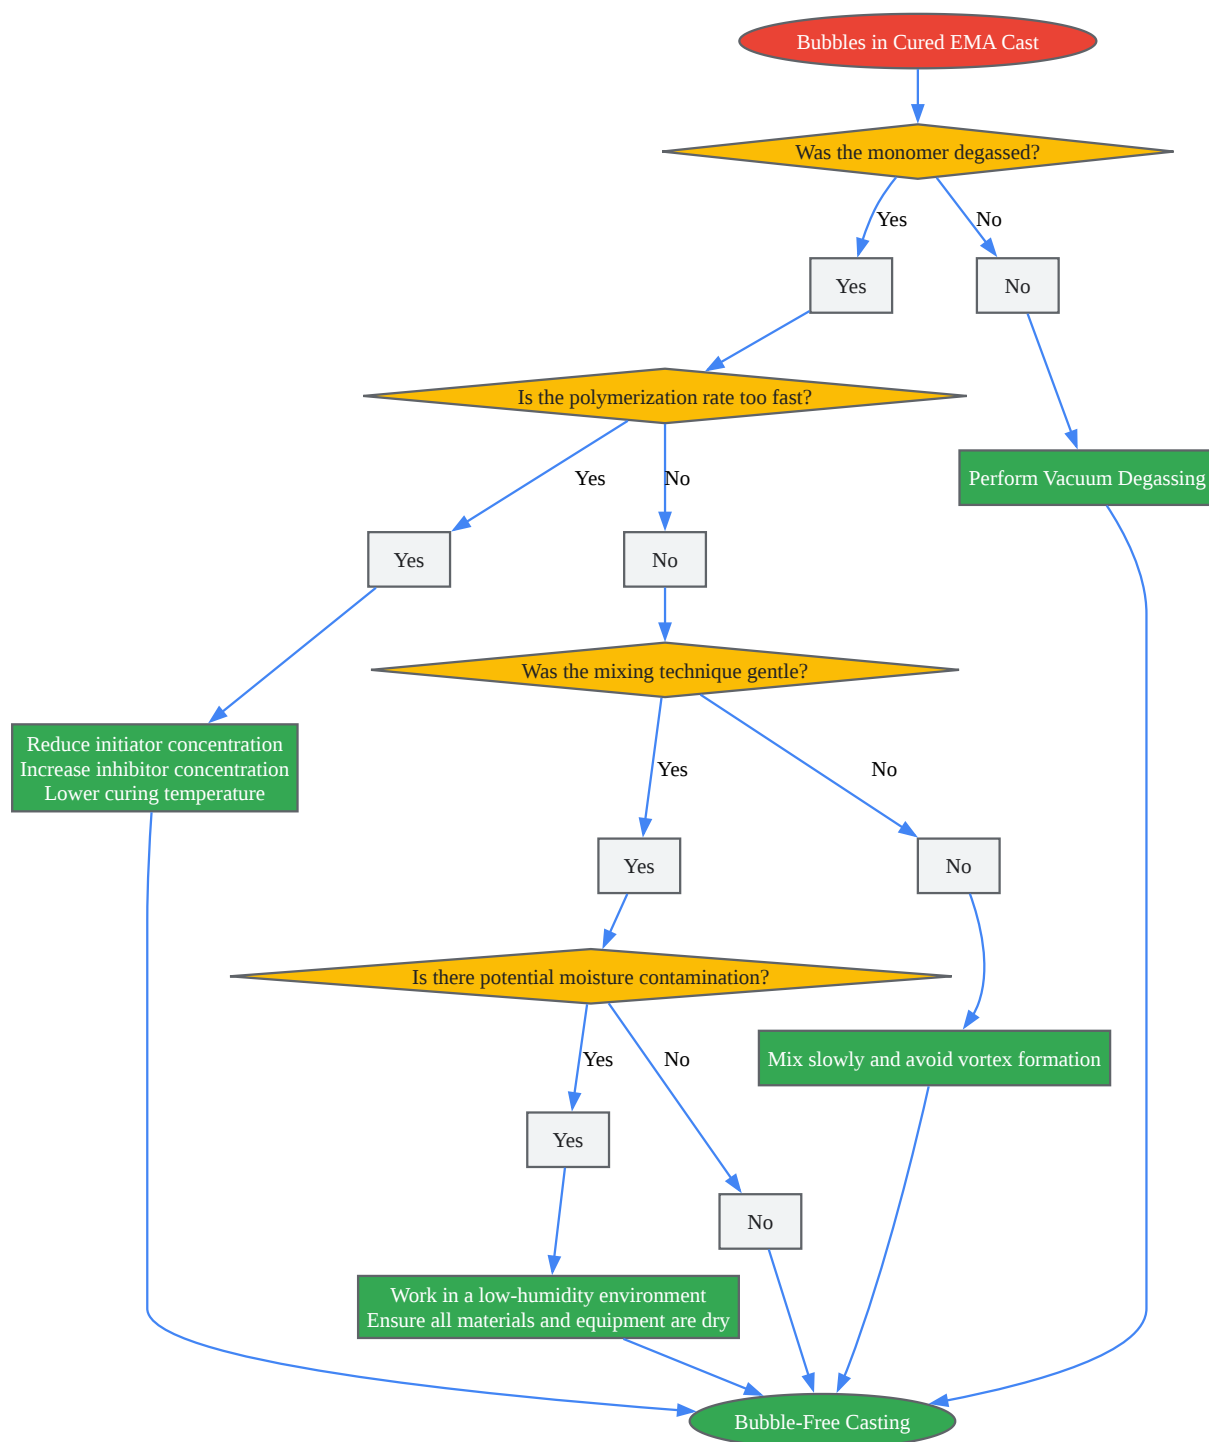 Bubbles in Cured EMA Cast
Was the monomer degassed?
Yes
No
Yes
No
Is the polymerization rate too fast?
Yes
No
Perform Vacuum Degassing
Yes
No
Was the mixing technique gentle?
Reduce initiator concentration
Increase inhibitor concentration
Lower curing temperature
Yes
No
Yes
No
Is there potential moisture contamination?
Yes
No
Mix slowly and avoid vortex formation
Yes
No
Work in a low-humidity environment
Ensure all materials and equipment are dry
Bubble-Free Casting